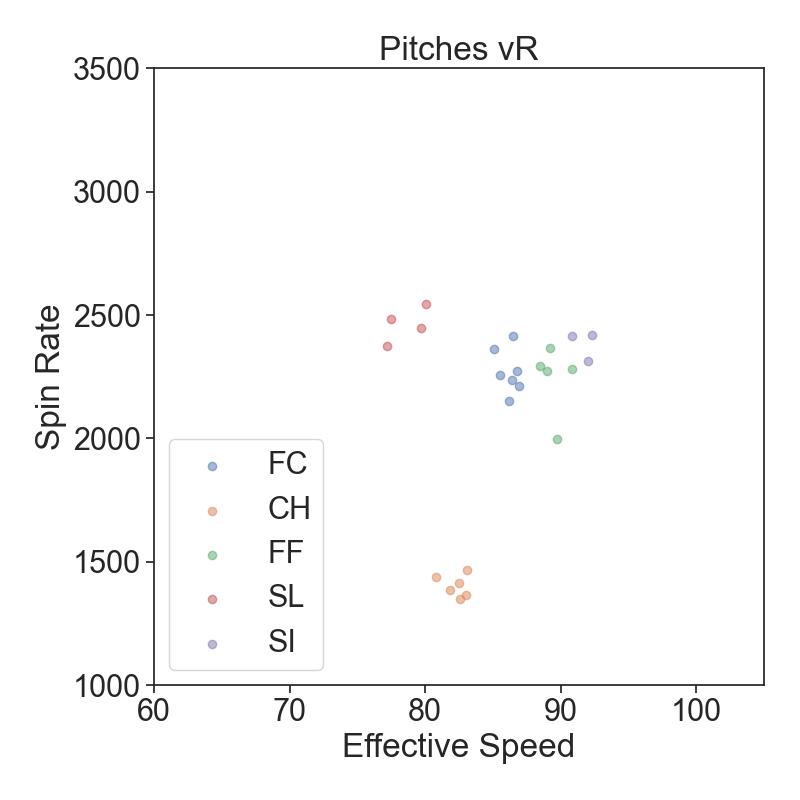 Pitches vR
3500
3000
2500
2000
1500
1000
Spin Rate
FC
CH
FF
SL
SI
60 70 80 90 100
Effective Speed